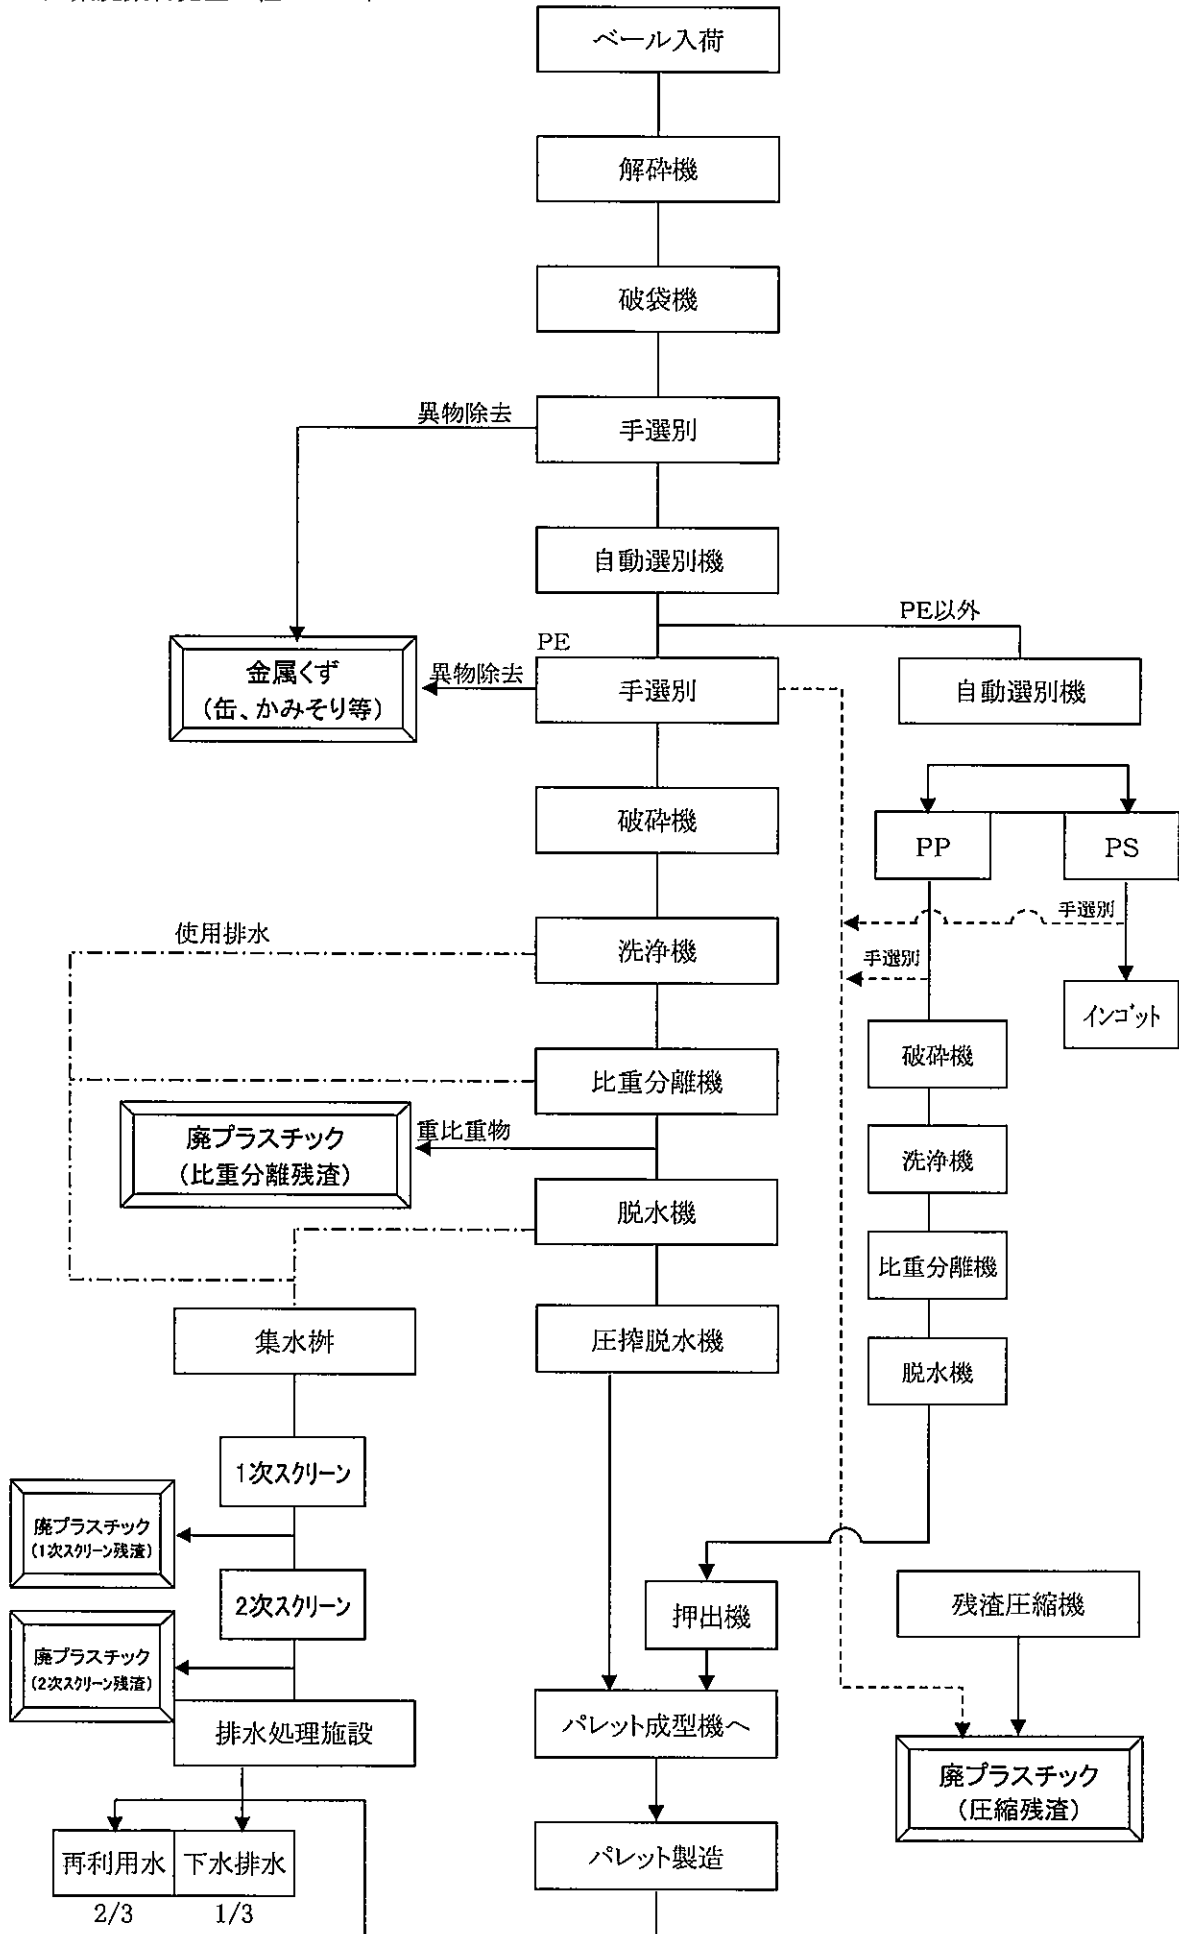 ベール入荷
解砕機
破袋機
異物除去
手選別
自動選別機
PE以外
PE
金属くず
(缶、かみそり等)
異物除去
手選別
自動選別機
破砕機
PP
PS
手選別
使用排水
洗浄機
手選別
インゴット
破砕機
比重分離機
廃プラスチック
(比重分離残渣)
重比重物
洗浄機
脱水機
比重分離機
集水桝
圧搾脱水機
脱水機
1次スクリーン
廃プラスチック
(1次スクリーン残渣)
2次スクリーン
押出機
残渣圧縮機
廃プラスチック
(2次スクリーン残渣)
排水処理施設
パレット成型機へ
廃プラスチック
(圧縮残渣)
再利用水
下水排水
パレット製造
2/3
1/3